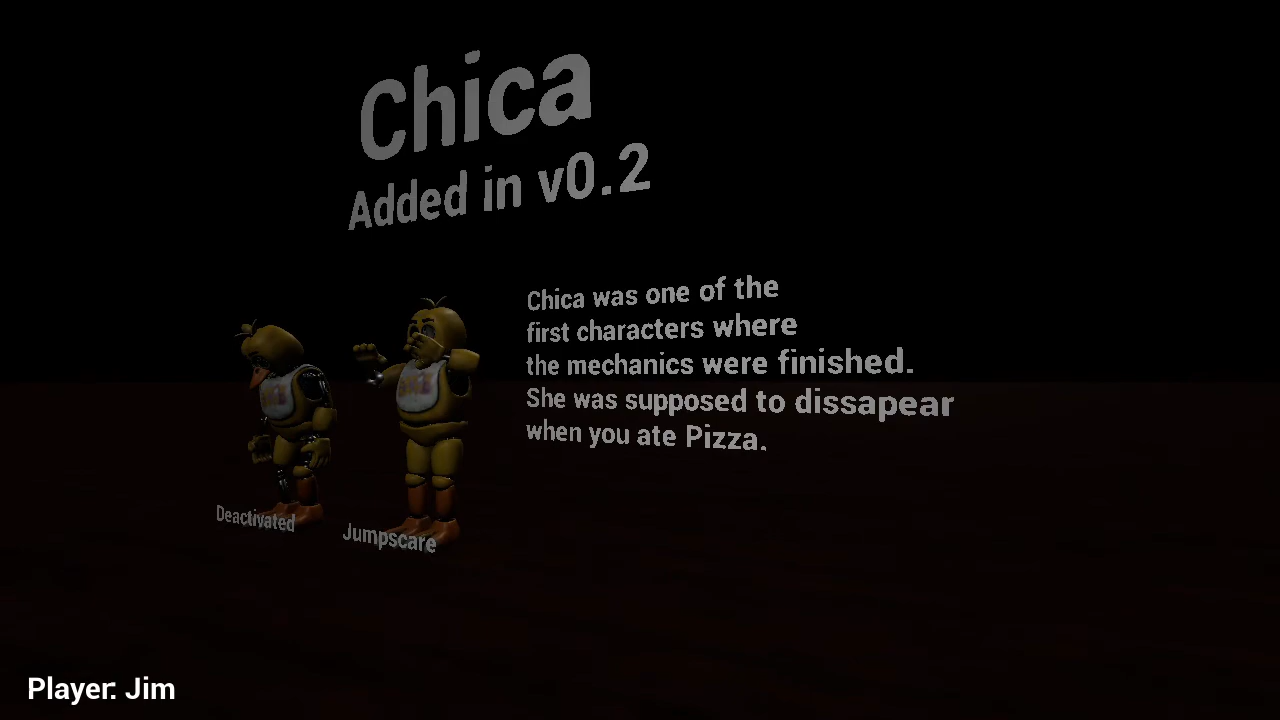 Chica
Added in v0.2
Chica was one of the
first characters where
the mechanics were finished.
She was supposed to dissapear
when you ate Pizza.
Deactivated
Jumpscare
Player: Jim